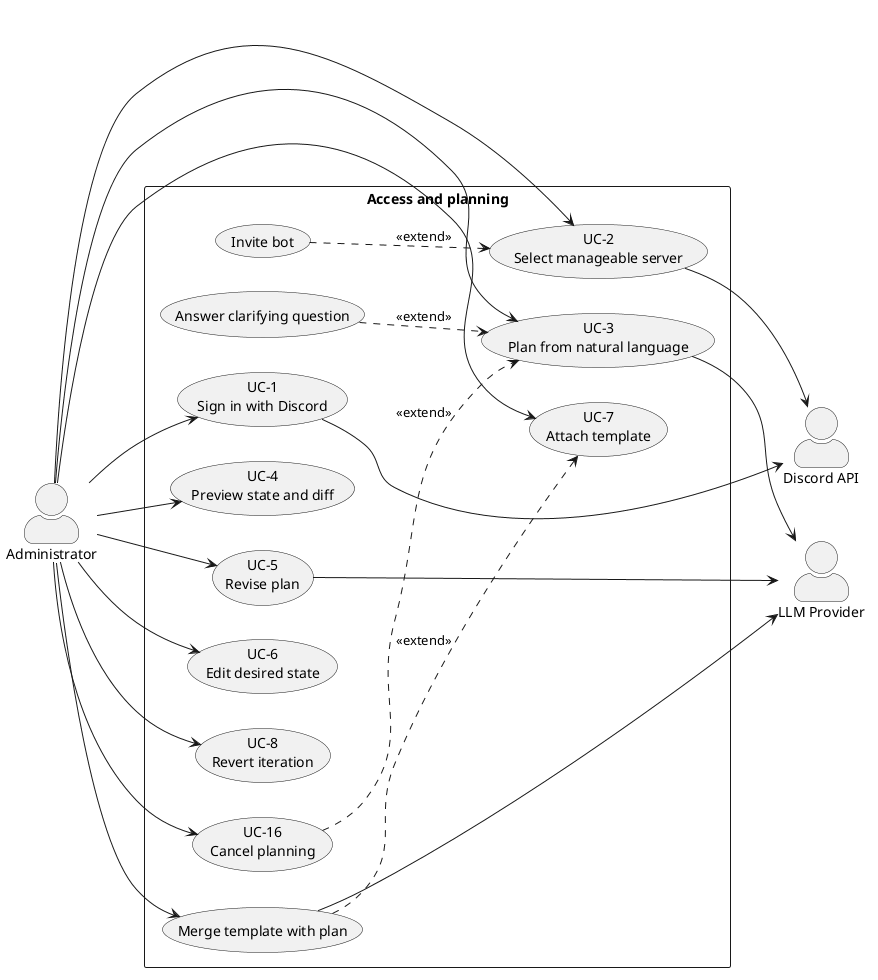 Access and planning
Invite bot
«extend»
UC-2
Select manageable server
Answer clarifying question
«extend»
UC-3
Plan from natural language
UC-1
Sign in with Discord
«extend»
UC-7
Attach template
UC-4
Preview state and diff
Discord API
Administrator
UC-5
Revise plan
LLM Provider
UC-6
Edit desired state
«extend»
UC-8
Revert iteration
UC-16
Cancel planning
Merge template with plan